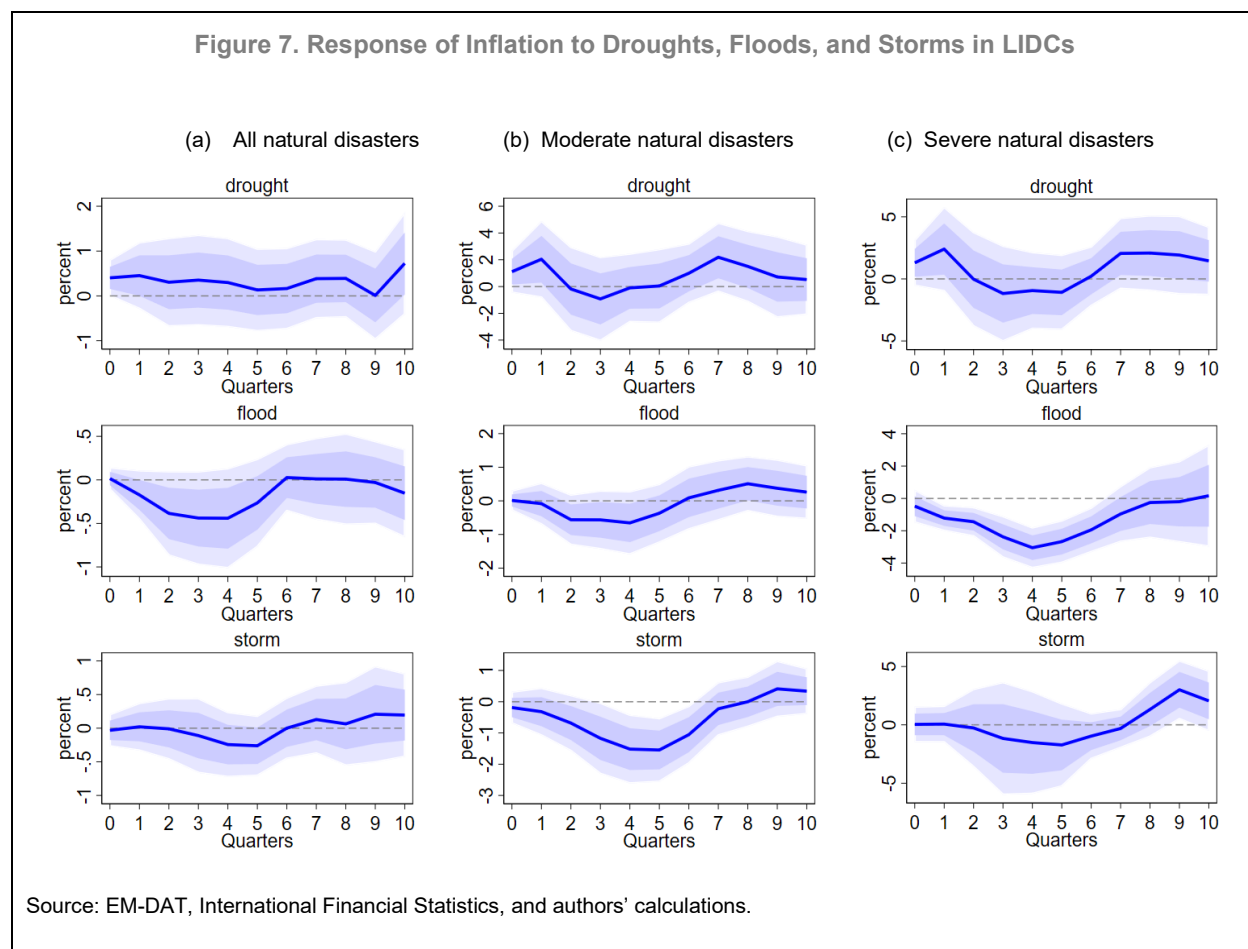 Figure 7. Response of Inflation to Droughts, Floods, and Storms in LIDCs
(a) All natural disasters
(b) Moderate natural disasters
(c) Severe natural disasters
drought
percent
2
1
0
-1
0 1 2 3 4 5 6 7 8 9 10
Quarters
drought
percent
6
4
2
0
-2
-4
0 1 2 3 4 5 6 7 8 9 10
Quarters
drought
percent
5
0
-5
0 1 2 3 4 5 6 7 8 9 10
Quarters
flood
percent
.5
0
-.5
-1
0 1 2 3 4 5 6 7 8 9 10
Quarters
flood
percent
2
1
0
-1
-2
0 1 2 3 4 5 6 7 8 9 10
Quarters
flood
percent
4
2
0
-2
-4
0 1 2 3 4 5 6 7 8 9 10
Quarters
storm
percent
1
.5
0
-.5
-1
0 1 2 3 4 5 6 7 8 9 10
Quarters
storm
percent
1
0
-1
-2
-3
0 1 2 3 4 5 6 7 8 9 10
Quarters
storm
percent
5
0
-5
0 1 2 3 4 5 6 7 8 9 10
Quarters
Source: EM-DAT, International Financial Statistics, and authors’ calculations.